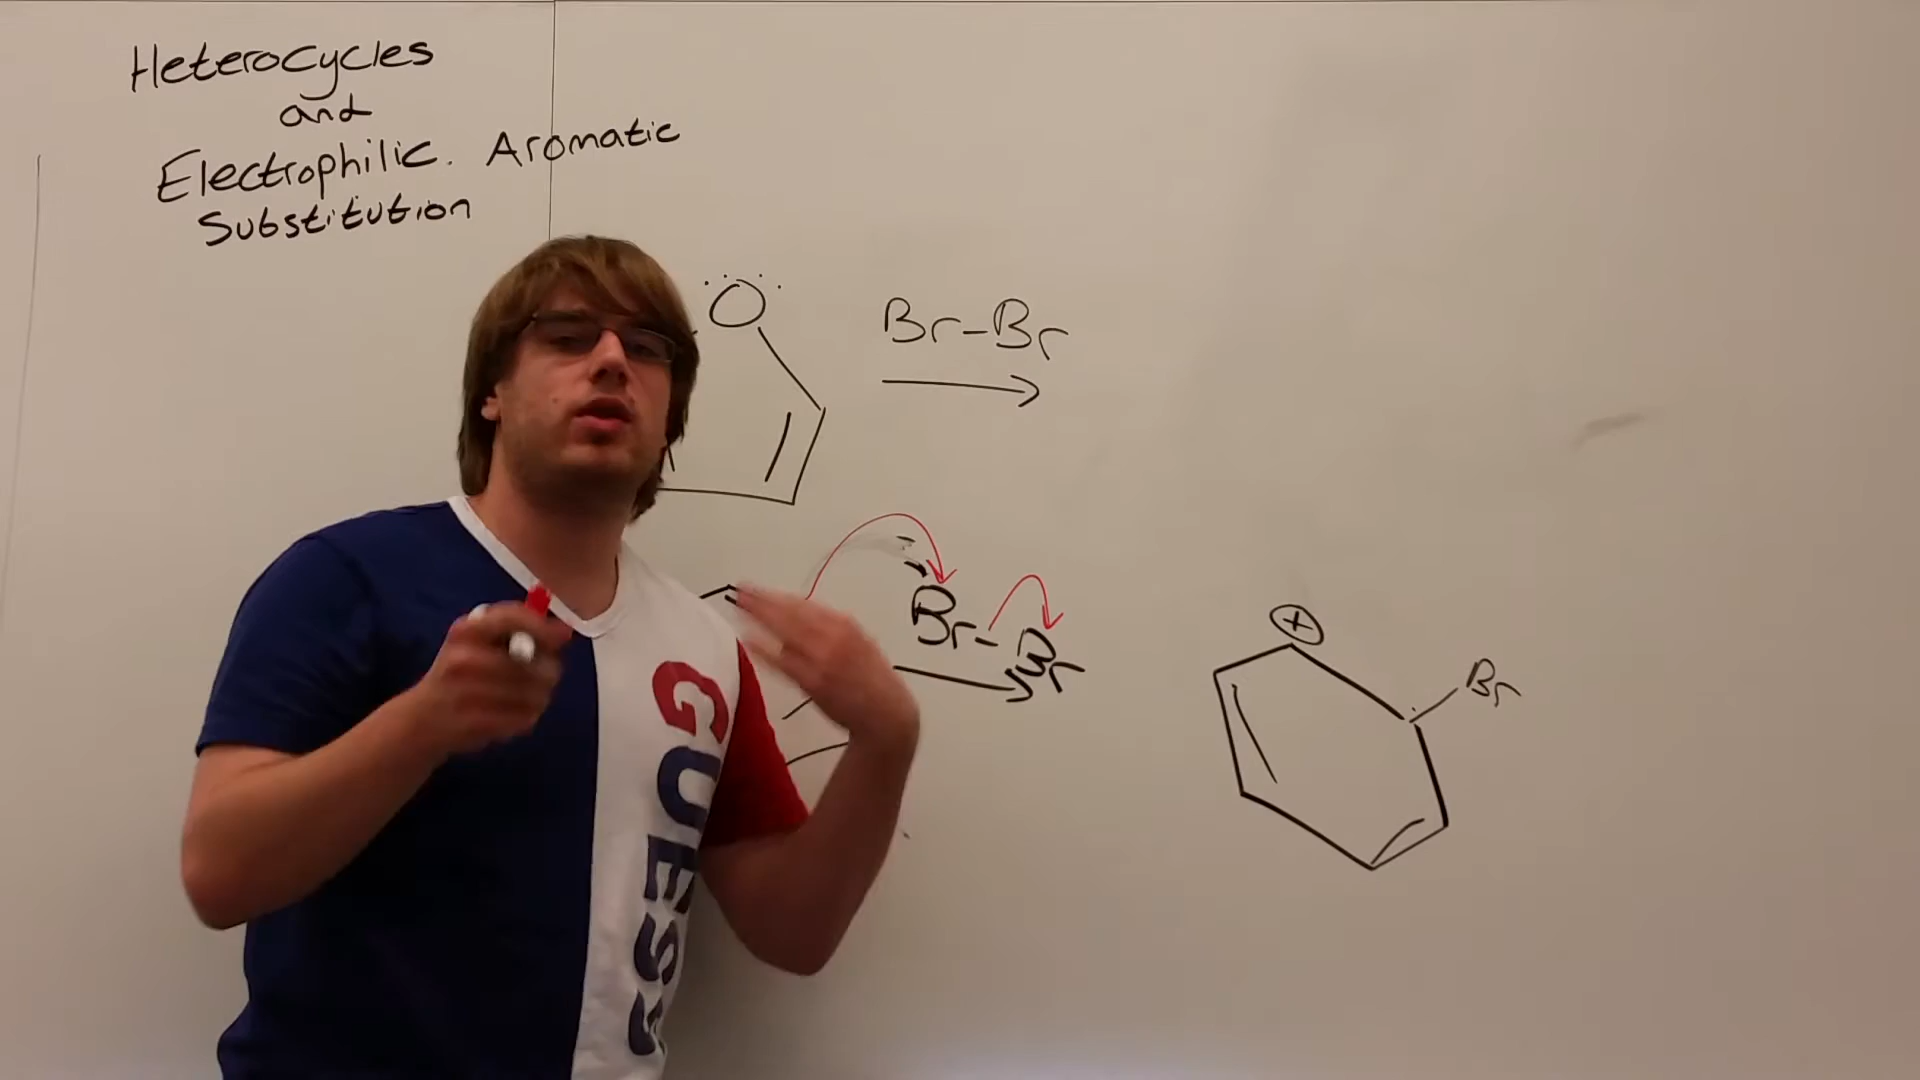 Heterocycles
and
Electrophilic. Aromatic
Substitution
:O:
Br-Br
Br-Br
+
Br
GUESS